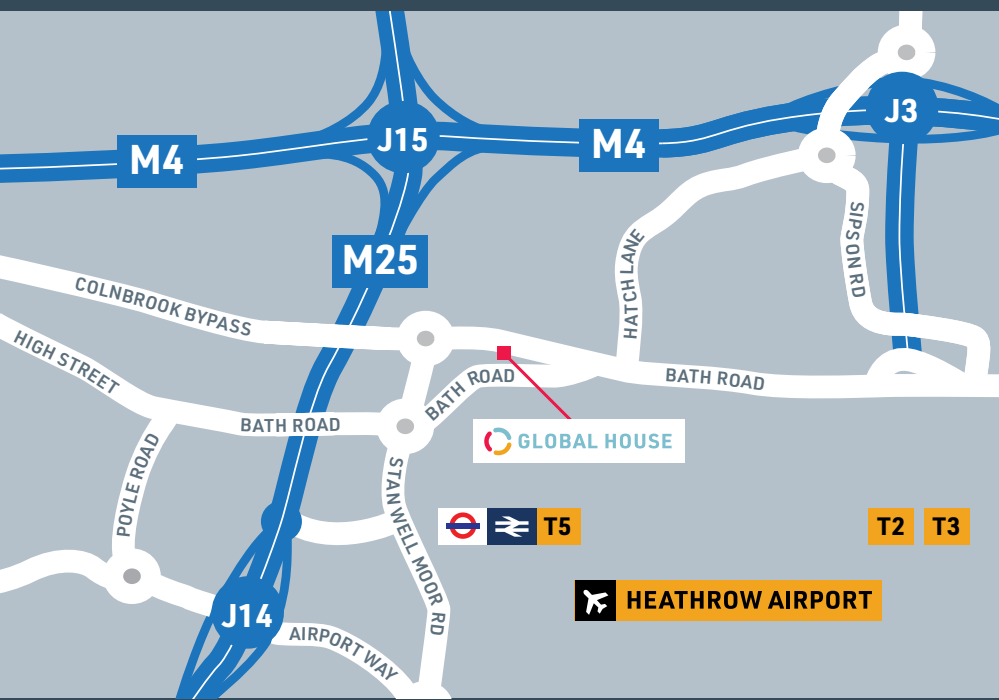 J3
J15
M4
M4
M25
SIPSON RD
HATCH LANE
COLNBROOK BYPASS
HIGH STREET
BATH ROAD
BATH ROAD
BATH ROAD
GLOBAL HOUSE
POYLE ROAD
STANWELL MOOR RD
T5
T2
T3
HEATHROW AIRPORT
J14
AIRPORT WAY